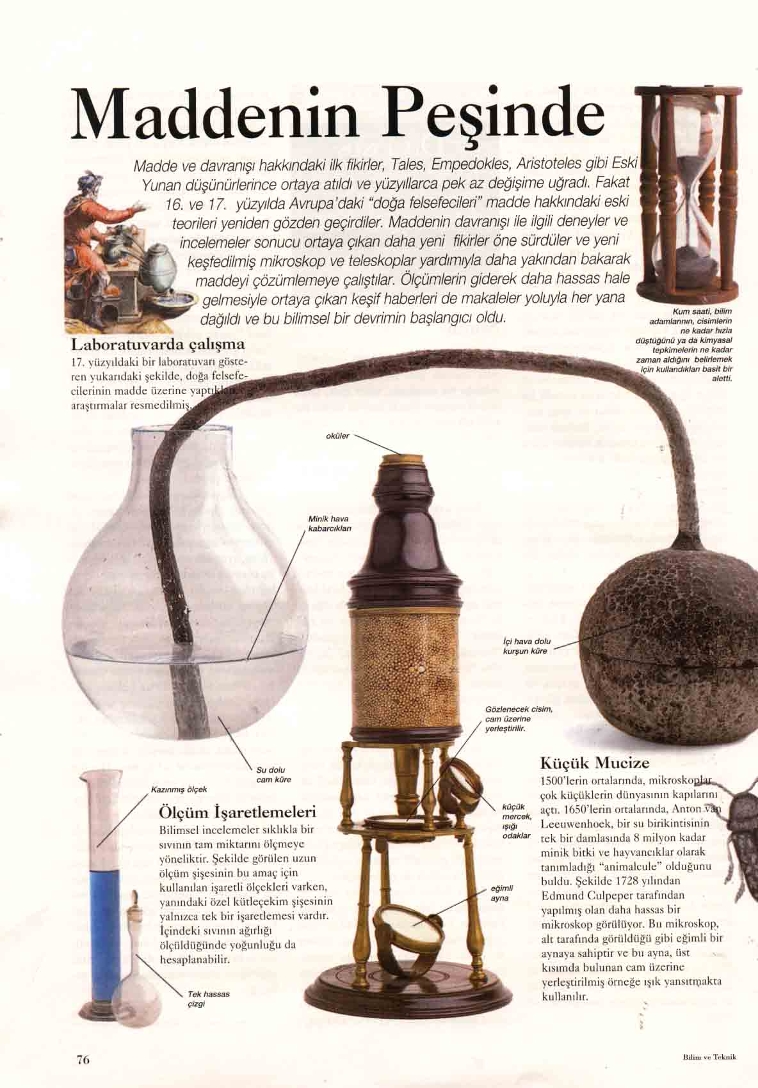 Maddenin Peşinde
Madde ve davranışı hakkındaki ilk fikirler, Tales, Empedokles, Aristoteles gibi Eski
Yunan düşünürlerince ortaya atıldı ve yüzyıllarca pek az değişime uğradı. Fakat
16. ve 17. yüzyılda Avrupa'daki “doğa felsefecileri” madde hakkındaki eski
teorileri yeniden gözden geçirdiler. Maddenin davranışı ile ilgili deneyler ve
incelemeler sonucu ortaya çıkan daha yeni fikirler öne sürdüler ve yeni
keşfedilmiş mikroskop ve teleskoplar yardımıyla daha yakından bakarak
maddeyi çözümlemeye çalıştılar. Ölçümlerin giderek daha hassas hale
gelmesiyle ortaya çıkan keşif haberleri de makaleler yoluyla her yana
dağıldı ve bu bilimsel bir devrimin başlangıcı oldu.
Kum saati, bilim
adamlarının, cisimlerin
ne kadar hızla
düştüğünü ya da kimyasal
tepkimelerin ne kadar
zaman aldığını belirlemek
için kullandıkları basit bir
aletti.
Laboratuvarda çalışma
17. yüzyıldaki bir laboratuvarı göste-
ren yukarıdaki şekilde, doğa felsefe-
cilerinin madde üzerine yaptıkları
araştırmalar resmedilmiş.
oküler
Minik hava
kabarcıkları
İçi hava dolu
kurşun küre
Gözlenecek cisim,
cam üzerine
yerleştirilir.
Su dolu
cam küre
Kazınmış ölçek
Ölçüm İşaretlemeleri
Bilimsel incelemeler sıklıkla bir
sıvının tam miktarını ölçmeye
yöneliktir. Şekilde görülen uzun
ölçüm şişesinin bu amaç için
kullanılan işaretli ölçekleri varken,
yanındaki özel kütleçekim şişesinin
yalnızca tek bir işaretlemesi vardır.
İçindeki sıvının ağırlığı
ölçüldüğünde yoğunluğu da
hesaplanabilir.
Tek hassas
çizgi
küçük
mercek,
ışığı
odaklar
eğimli
ayna
Küçük Mucize
1500'lerin ortalarında, mikroskoplar
çok küçüklerin dünyasının kapılarını
açtı. 1650'lerin ortalarında, Anton van
Leeuwenhoek, bir su birikintisinin
tek bir damlasında 8 milyon kadar
minik bitki ve hayvancıklar olarak
tanımladığı “animalcule” olduğunu
buldu. Şekilde 1728 yılından
Edmund Culpeper tarafından
yapılmış olan daha hassas bir
mikroskop görülüyor. Bu mikroskop,
alt tarafında görüldüğü gibi eğimli bir
aynaya sahiptir ve bu ayna, üst
kısımda bulunan cam üzerine
yerleştirilmiş örneğe ışık yansıtmakta
kullanılır.
76
Bilim ve Teknik